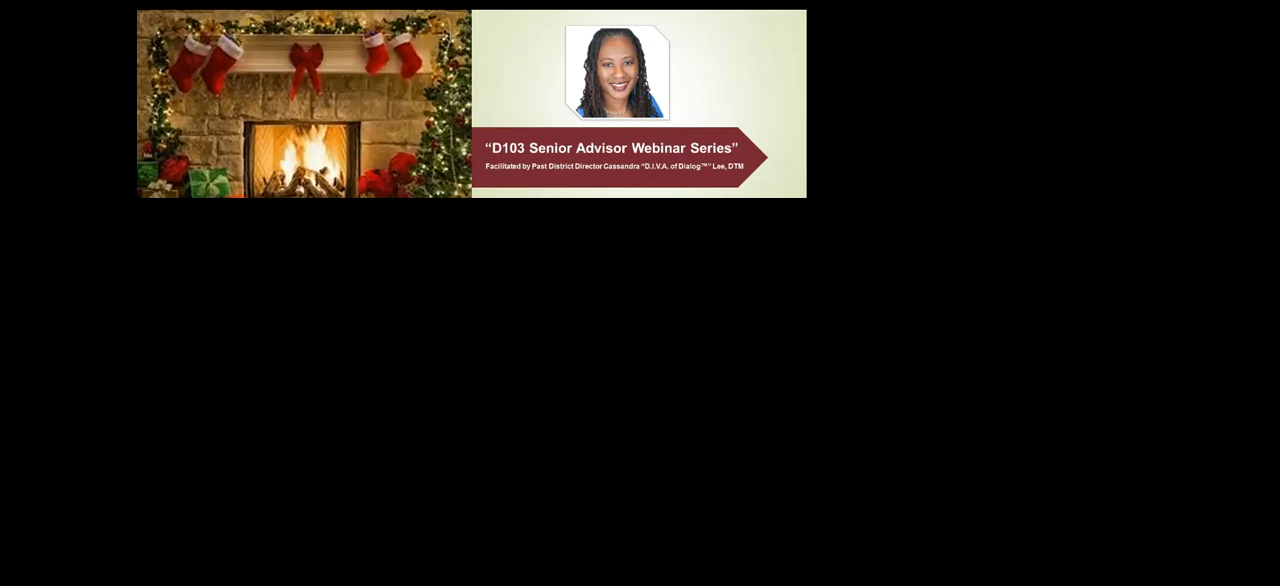 “D103 Senior Advisor Webinar Series”
Facilitated by Past District Director Cassandra “D.I.V.A. of Dialog™” Lee, DTM